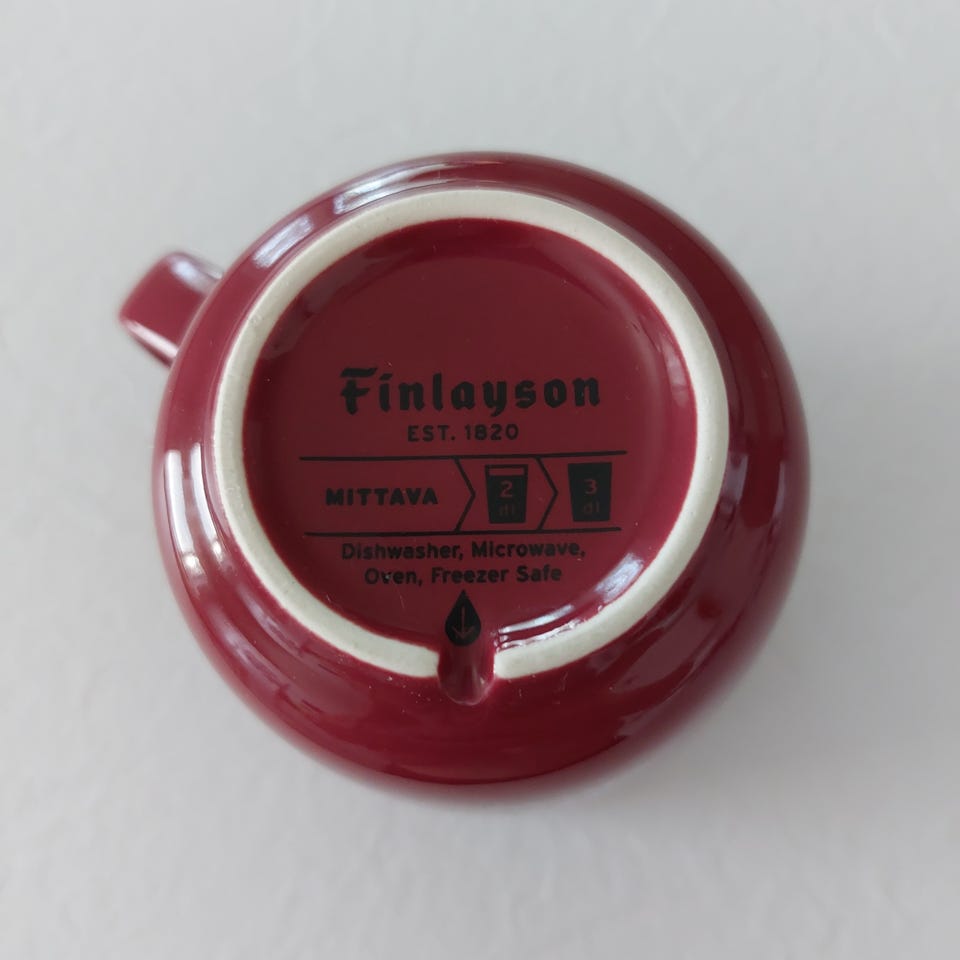 Finlayson
EST. 1820
MITTAVA 2 dl 3 dl
Dishwasher, Microwave,
Oven, Freezer Safe